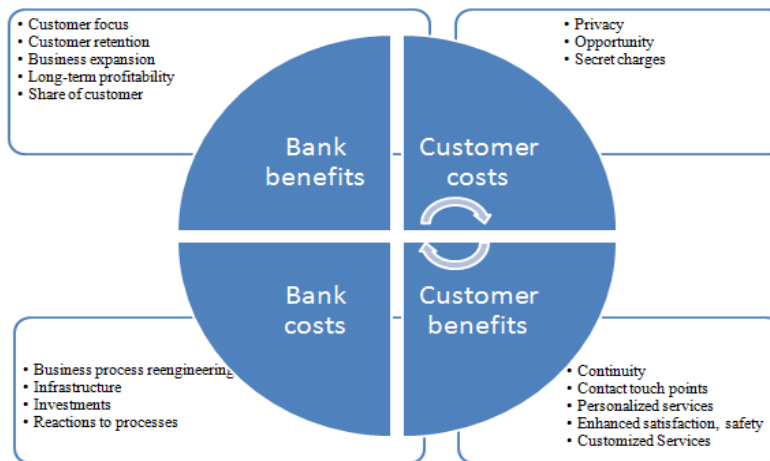 • Customer focus
• Customer retention
• Business expansion
• Long-term profitability
• Share of customer
• Privacy
• Opportunity
• Secret charges
Bank
benefits
Customer
costs
Bank
costs
Customer
benefits
• Business process reengineering
• Infrastructure
• Investments
• Reactions to processes
• Continuity
• Contact touch points
• Personalized services
• Enhanced satisfaction, safety
• Customized Services